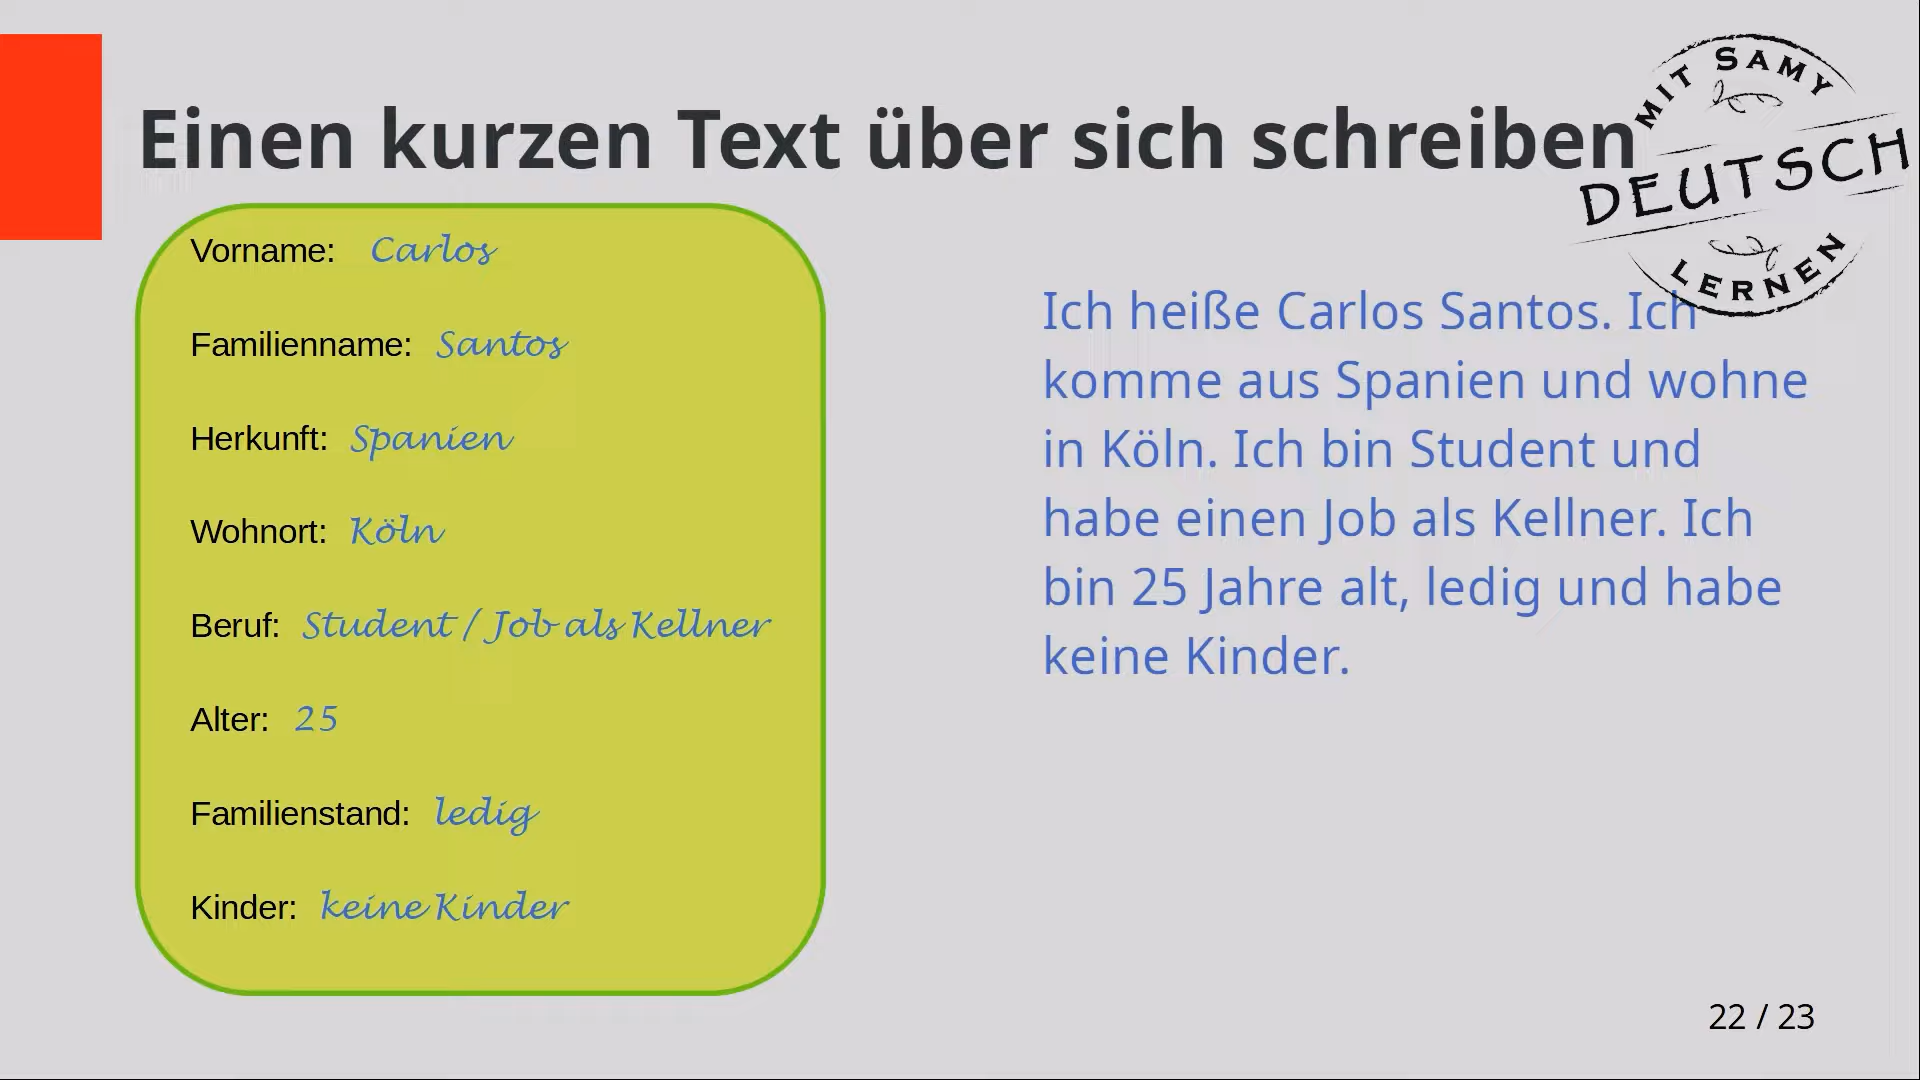 Einen kurzen Text über sich schreiben
MIT SAMY
DEUTSCH
LERNEN
Vorname: Carlos
Familienname: Santos
Herkunft: Spanien
Wohnort: Köln
Beruf: Student / Job als Kellner
Alter: 25
Familienstand: ledig
Kinder: keine Kinder
Ich heiße Carlos Santos. Ich
komme aus Spanien und wohne
in Köln. Ich bin Student und
habe einen Job als Kellner. Ich
bin 25 Jahre alt, ledig und habe
keine Kinder.
22 / 23